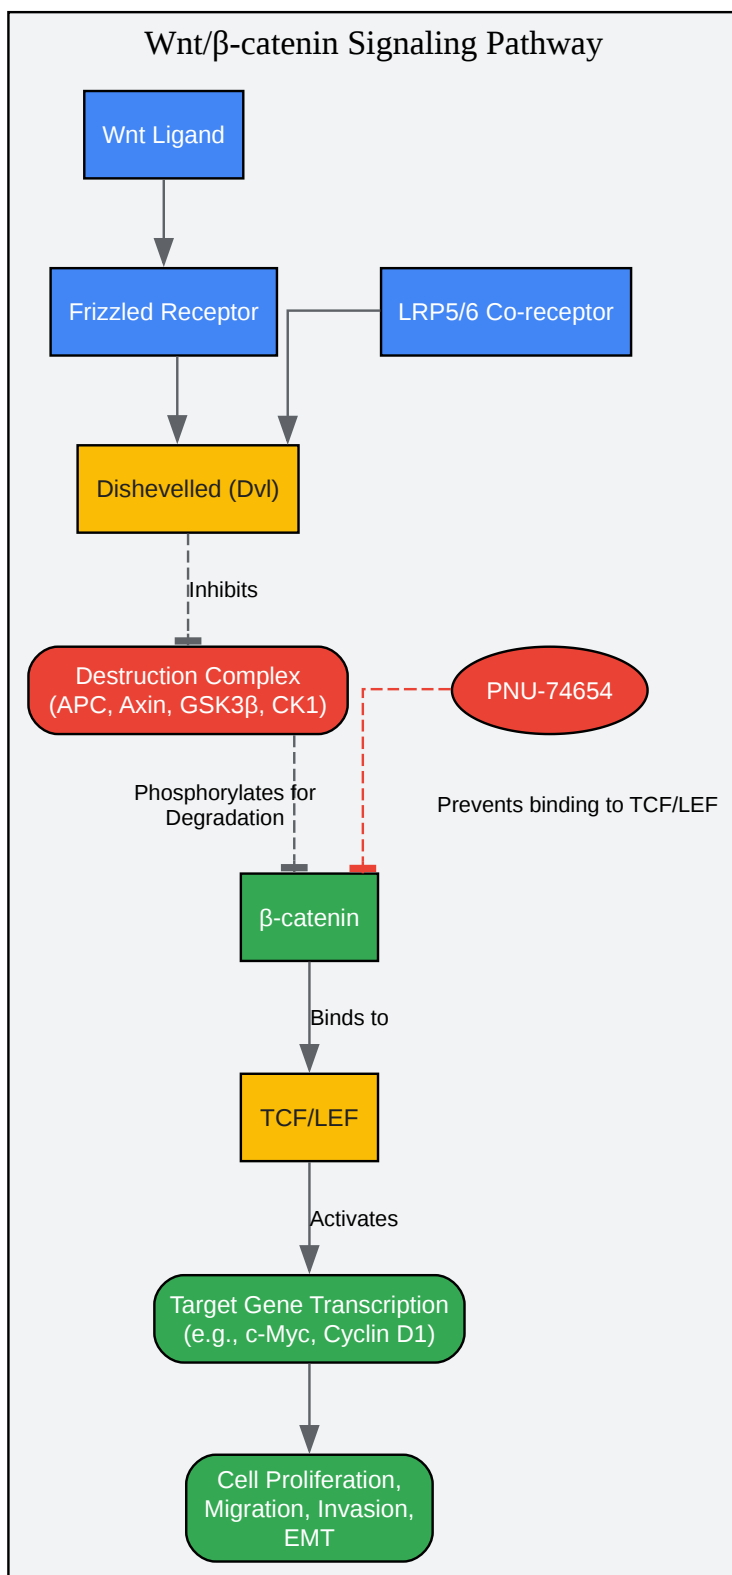 Wnt/β-catenin Signaling Pathway
Wnt Ligand
Frizzled Receptor
LRP5/6 Co-receptor
Dishevelled (Dvl)
Inhibits
Destruction Complex
(APC, Axin, GSK3β, CK1)
PNU-74654
Phosphorylates for
Degradation
Prevents binding to TCF/LEF
β-catenin
Binds to
TCF/LEF
Activates
Target Gene Transcription
(e.g., c-Myc, Cyclin D1)
Cell Proliferation,
Migration, Invasion,
EMT